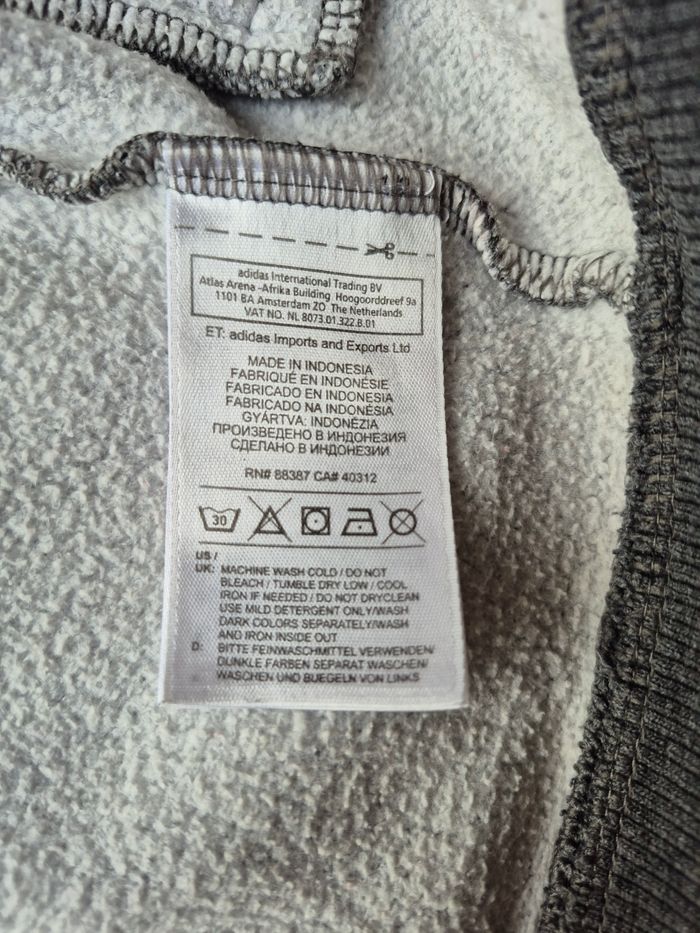 adidas International Trading BV
Atlas Arena -Afrika Building Hoogoorddreef 9a
1101 BA Amsterdam ZO The Netherlands
VAT NO. NL 8073.01.322.B.01
ET: adidas Imports and Exports Ltd
MADE IN INDONESIA
FABRIQUÉ EN INDONÉSIE
FABRICADO EN INDONESIA
FABRICADO NA INDONÉSIA
GYÁRTVA: INDONÉZIA
ПРОИЗВЕДЕНО В ИНДОНЕЗИЯ
СДЕЛАНО В ИНДОНЕЗИИ
RN# 88387 CA# 40312
30
US /
UK: MACHINE WASH COLD / DO NOT
BLEACH / TUMBLE DRY LOW / COOL
IRON IF NEEDED / DO NOT DRYCLEAN
USE MILD DETERGENT ONLY/WASH
DARK COLORS SEPARATELY/WASH
AND IRON INSIDE OUT
D: BITTE FEINWASCHMITTEL VERWENDEN/
DUNKLE FARBEN SEPARAT WASCHEN/
WASCHEN UND BUEGELN VON LINKS